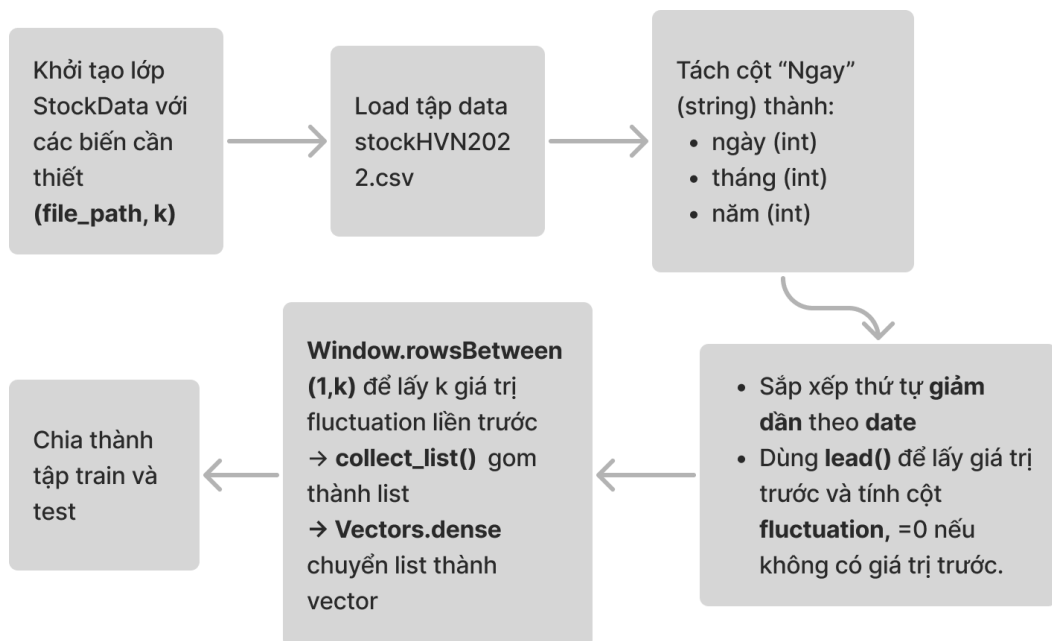 Khởi tạo lớp
StockData với
các biến cần
thiết
(file_path, k)
Load tập data
stockHVN202
2.csv
Tách cột “Ngay”
(string) thành:
• ngày (int)
• tháng (int)
• năm (int)
• Sắp xếp thứ tự giảm
dần theo date
• Dùng lead() để lấy giá trị
trước và tính cột
fluctuation, =0 nếu
không có giá trị trước.
Window.rowsBetween
(1,k) để lấy k giá trị
fluctuation liền trước
→ collect_list() gom
thành list
→ Vectors.dense
chuyển list thành
vector
Chia thành
tập train và
test